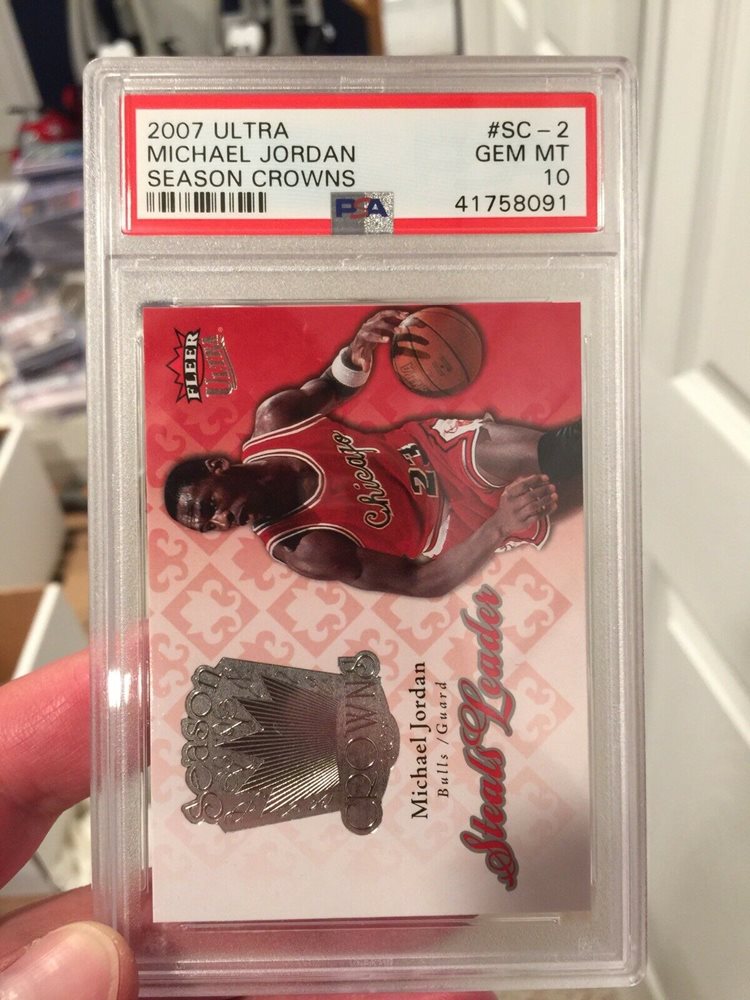 2007 ULTRA #SC-2
MICHAEL JORDAN GEM MT
SEASON CROWNS 10
PSA 41758091
FLEER
ULTRA
Chicago
23
Season
CROWNS
Michael Jordan
Bulls /Guard
Steals Leader